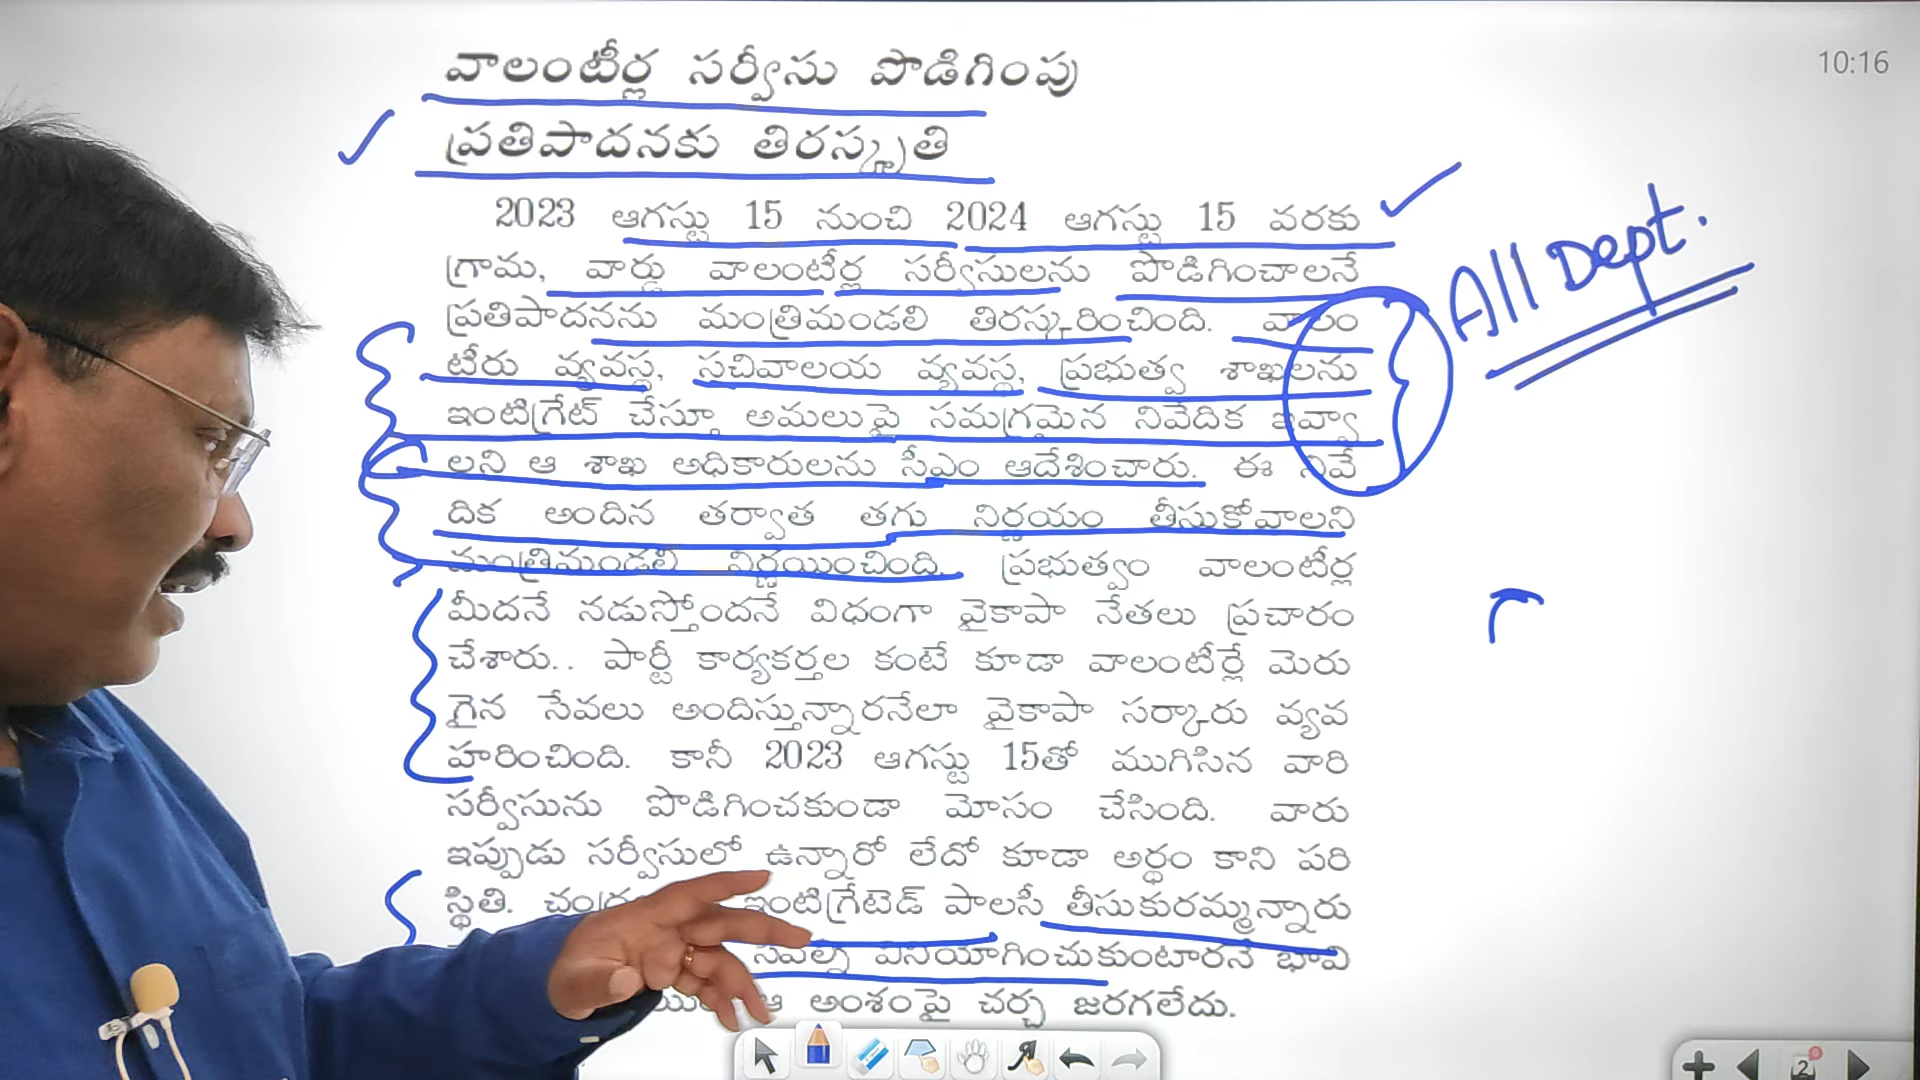 వాలంటీర్ల సర్వీసు పొడిగింపు
ప్రతిపాదనకు తిరస్కృతి
2023 ఆగస్టు 15 నుంచి 2024 ఆగస్టు 15 వరకు
గ్రామ, వార్డు వాలంటీర్ల సర్వీసులను పొడిగించాలనే
ప్రతిపాదనను మంత్రిమండలి తిరస్కరించింది. వాలం
టీరు వ్యవస్థ, సచివాలయ వ్యవస్థ, ప్రభుత్వ శాఖలను
ఇంటిగ్రేట్ చేస్తూ అమలుపై సమగ్రమైన నివేదిక ఇవ్వా
లని ఆ శాఖ అధికారులను సీఎం ఆదేశించారు. ఈ నివే
దిక అందిన తర్వాత తగు నిర్ణయం తీసుకోవాలని
మంత్రిమండలి నిర్ణయించింది. ప్రభుత్వం వాలంటీర్ల
మీదనే నడుస్తోందనే విధంగా వైకాపా నేతలు ప్రచారం
చేశారు.. పార్టీ కార్యకర్తల కంటే కూడా వాలంటీర్లే మెరు
గైన సేవలు అందిస్తున్నారనేలా వైకాపా సర్కారు వ్యవ
హరించింది. కానీ 2023 ఆగస్టు 15తో ముగిసిన వారి
సర్వీసును పొడిగించకుండా మోసం చేసింది. వారు
ఇప్పుడు సర్వీసులో ఉన్నారో లేదో కూడా అర్థం కాని పరి
స్థితి. ఇంటిగ్రేటెడ్ పాలసీ తీసుకురమ్మన్నారు
సేవల్ని వినియోగించుకుంటారనే భావి
ఆ అంశంపై చర్చ జరగలేదు.
All Dept.
10:16
2